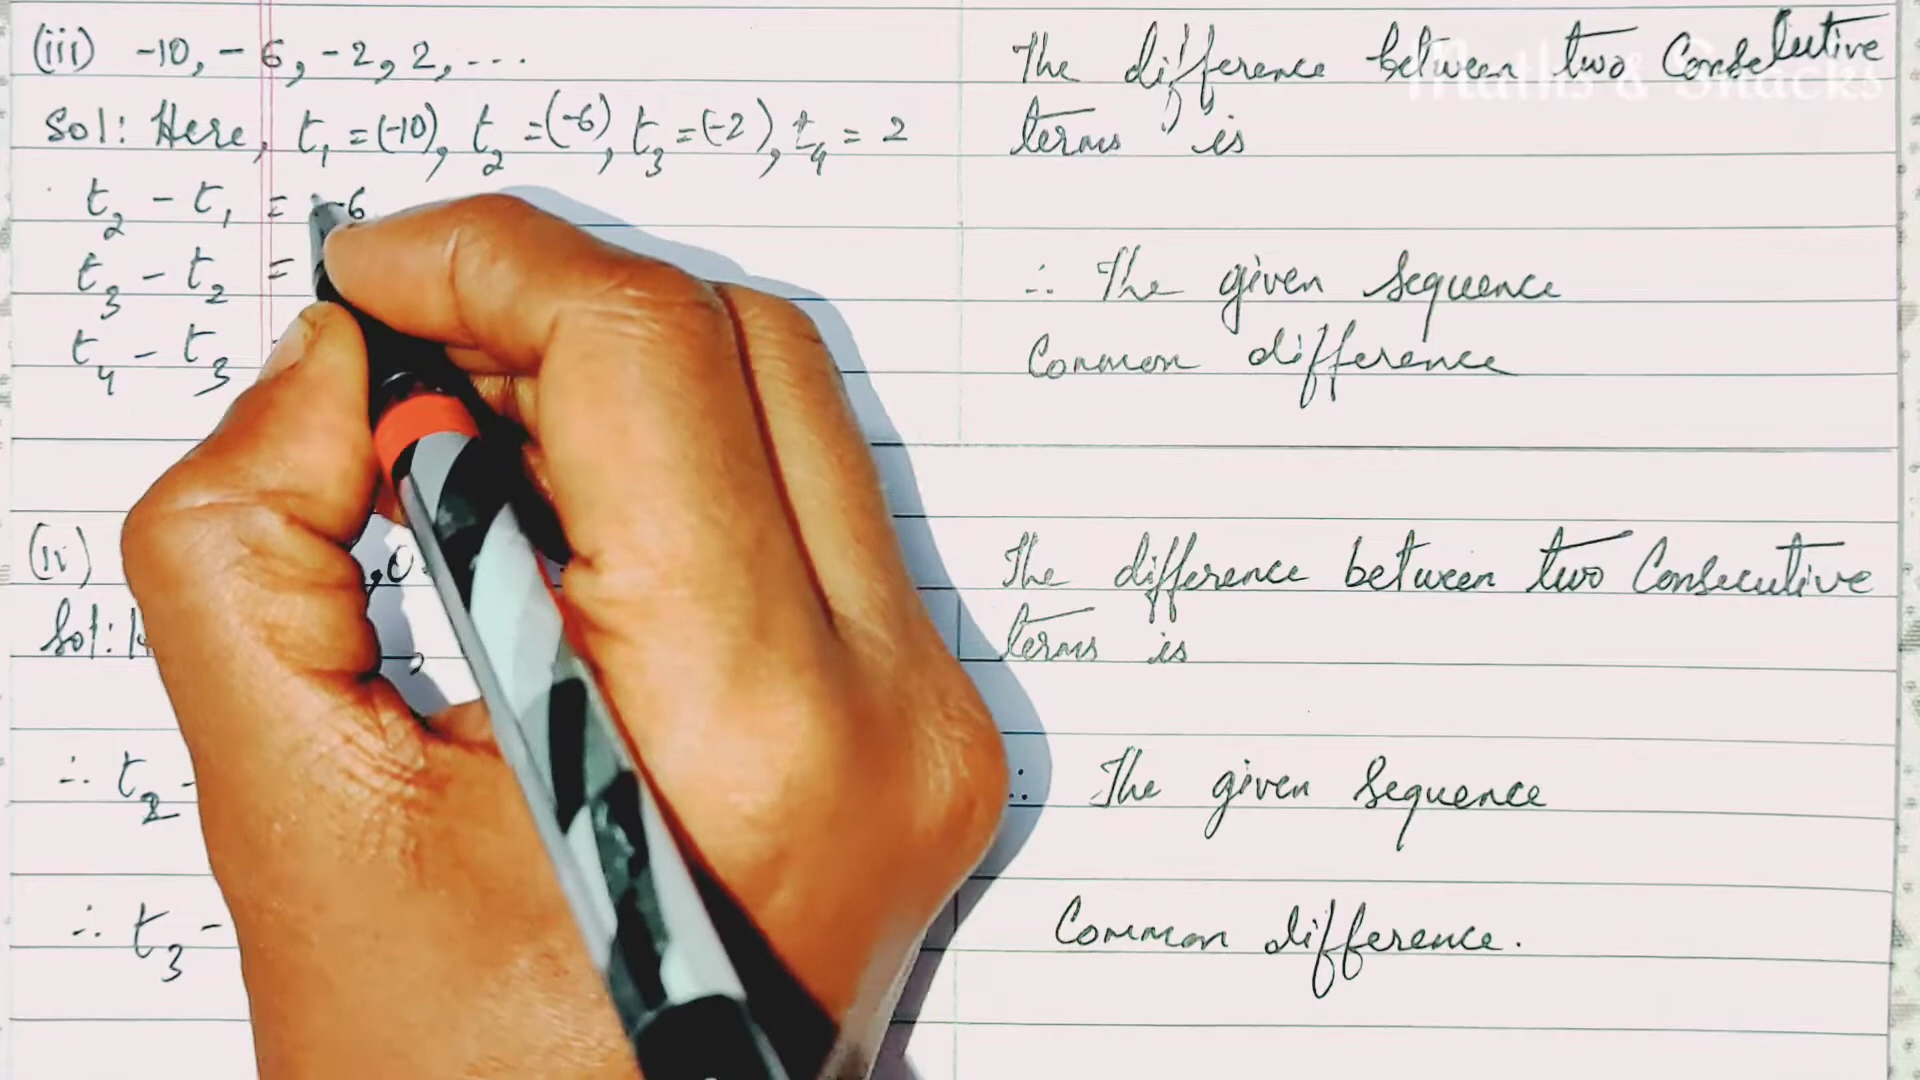 (iii) -10, -6, -2, 2, ...
Sol: Here, t₁ = (-10), t₂ = (-6), t₃ = (-2), t₄ = 2
t₂ - t₁ = -6
t₃ - t₂ =
t₄ - t₃
(iv)
Sol:
∴ t₂ -
∴ t₃ -
The difference between two Consecutive
terms is
∴ The given sequence
Common difference
The difference between two Consecutive
terms is
∴ The given Sequence
Common difference.
Maths & Snacks